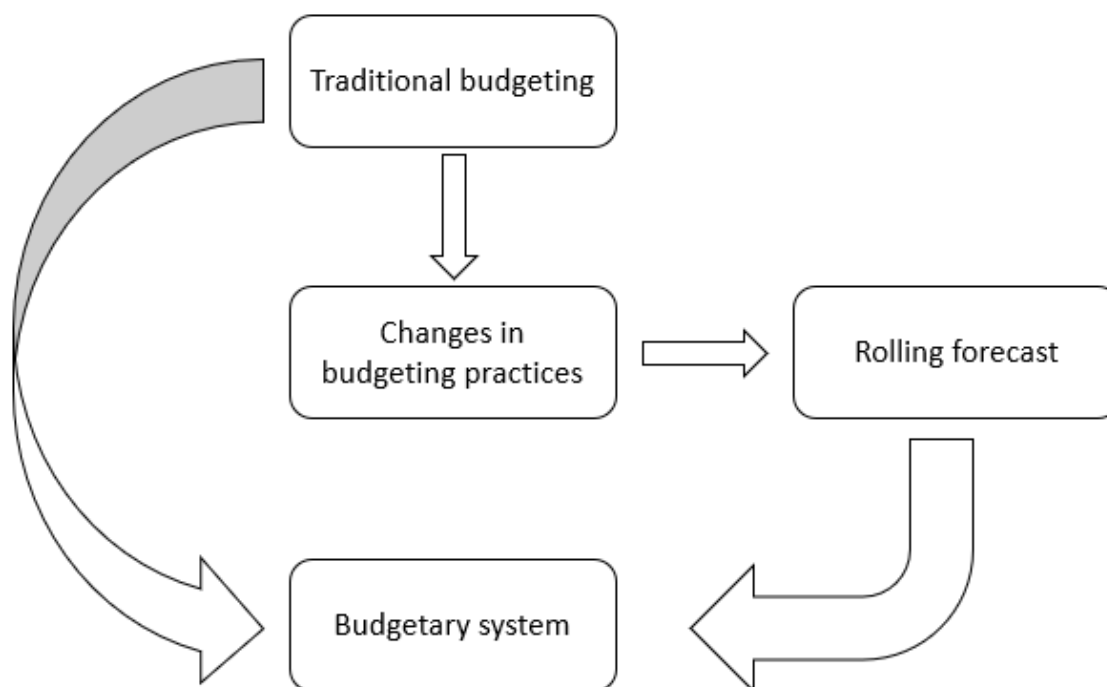 Traditional budgeting
Changes in
budgeting practices
Rolling forecast
Budgetary system